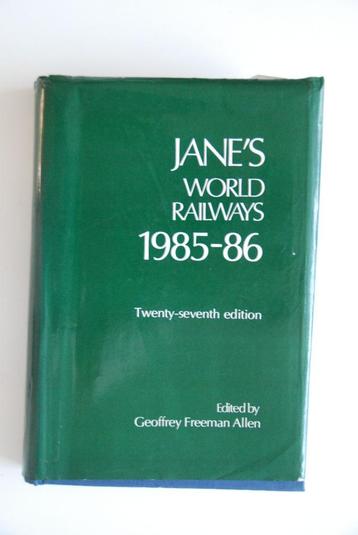 JANE'S
WORLD
RAILWAYS
1985-86
Twenty-seventh edition
Edited by
Geoffrey Freeman Allen